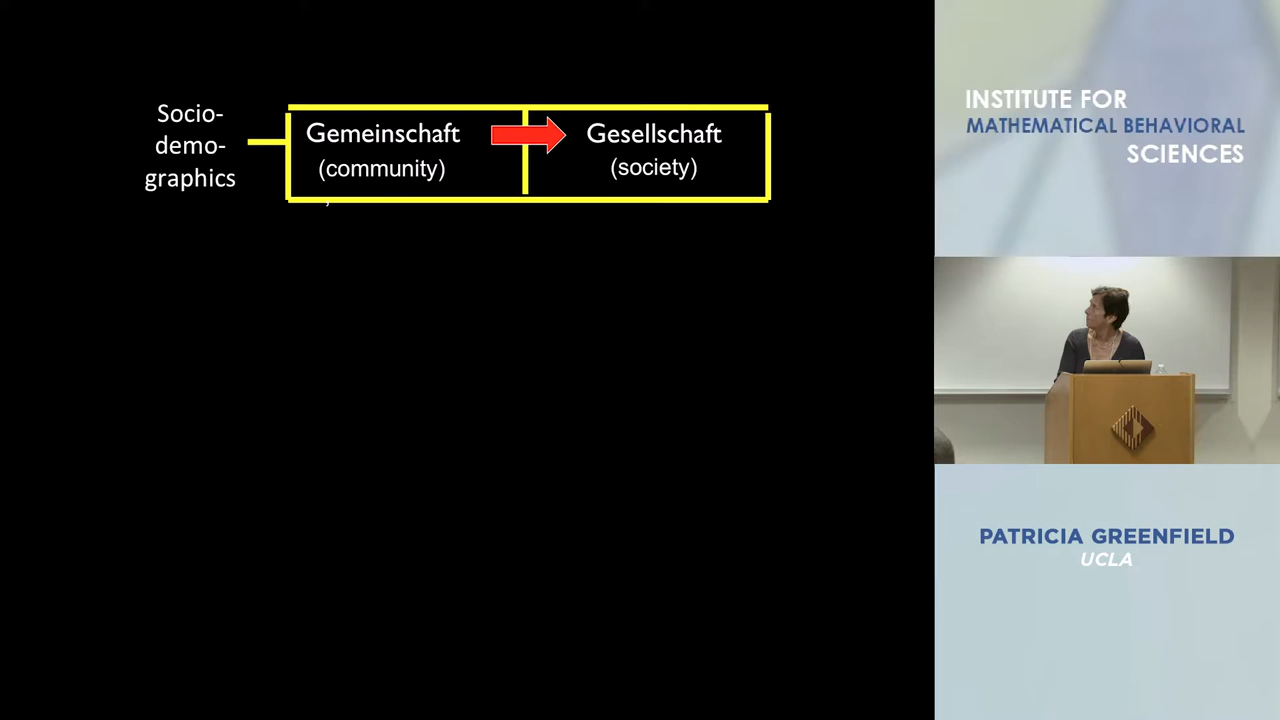 Socio-
demo-
graphics
Gemeinschaft
(community)
Gesellschaft
(society)
INSTITUTE FOR
MATHEMATICAL BEHAVIORAL
SCIENCES
PATRICIA GREENFIELD
UCLA